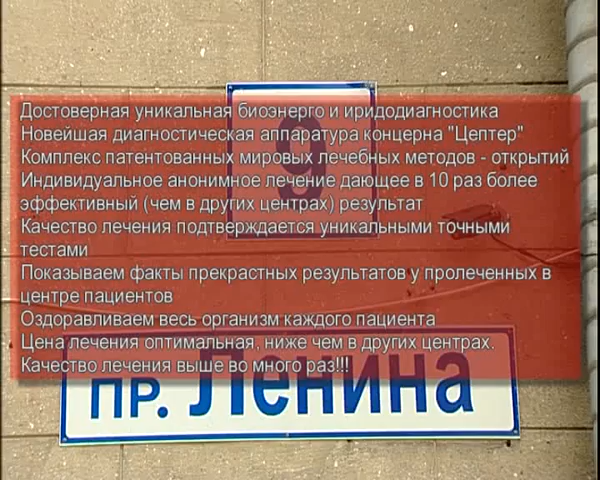 Достоверная уникальная биоэнерго и иридодиагностика
Новейшая диагностическая аппаратура концерна "Цептер"
Комплекс патентованных мировых лечебных методов - открытий
Индивидуальное анонимное лечение дающее в 10 раз более
эффективный (чем в других центрах) результат
Качество лечения подтверждается уникальными точными
тестами
Показываем факты прекрастных результатов у пролеченных в
центре пациентов
Оздоравливаем весь организм каждого пациента
Цена лечения оптимальная, ниже чем в других центрах.
Качество лечения выше во много раз!!!
9
пр. Ленина